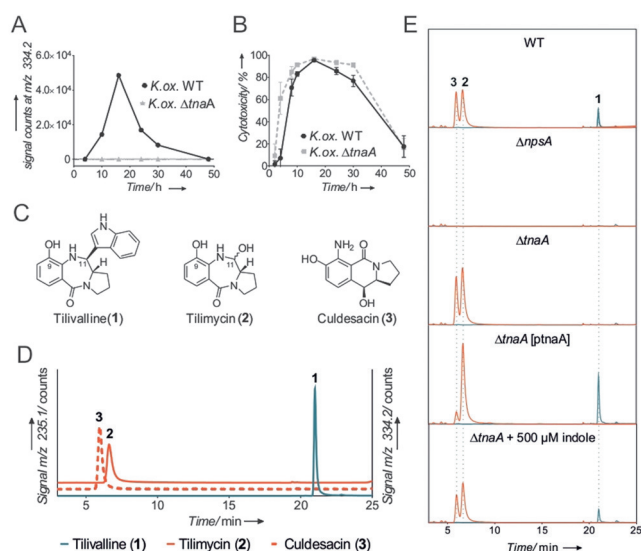 A
signal counts at m/z 334.2
6.0×10⁴
4.0×10⁴
2.0×10⁴
0
K.ox. WT
K.ox. ΔtnaA
0 10 20 30 40 50
Time/ h
B
Cytotoxicity/ %
100
80
60
40
20
0
K.ox. WT
K.ox. ΔtnaA
0 10 20 30 40 50
Time/ h
C
OH
H
N
9
11
H
N
O
HN
Tilivalline (1)
OH
H
N
OH
9
11
H
N
O
Tilimycin (2)
NH₂
O
HO
N
H
OH
Culdesacin (3)
D
Signal m/z 235.1/ counts
3
2
1
Signal m/z 334.2/ counts
5 10 15 20 25
Time/ min
Tilivalline (1) Tilimycin (2) Culdesacin (3)
E
WT
3 2
1
ΔnpsA
ΔtnaA
ΔtnaA [ptnaA]
ΔtnaA + 500 µM indole
5 10 15 20 25
Time/ min